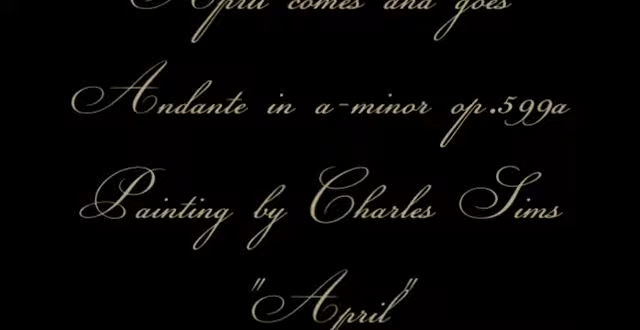 April comes and goes
Andante in a-minor op.599a
Painting by Charles Sims
"April"